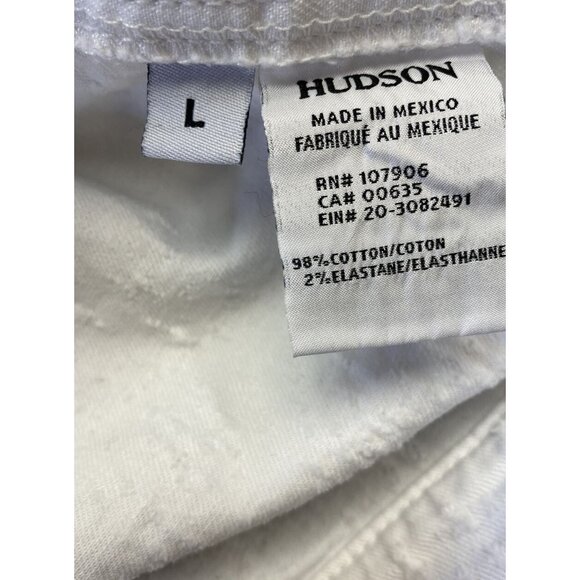 L
HUDSON
MADE IN MEXICO
FABRIQUÉ AU MEXIQUE
RN# 107906
CA# 00635
EIN# 20-3082491
98% COTTON/COTON
2% ELASTANE/ELASTHANNE